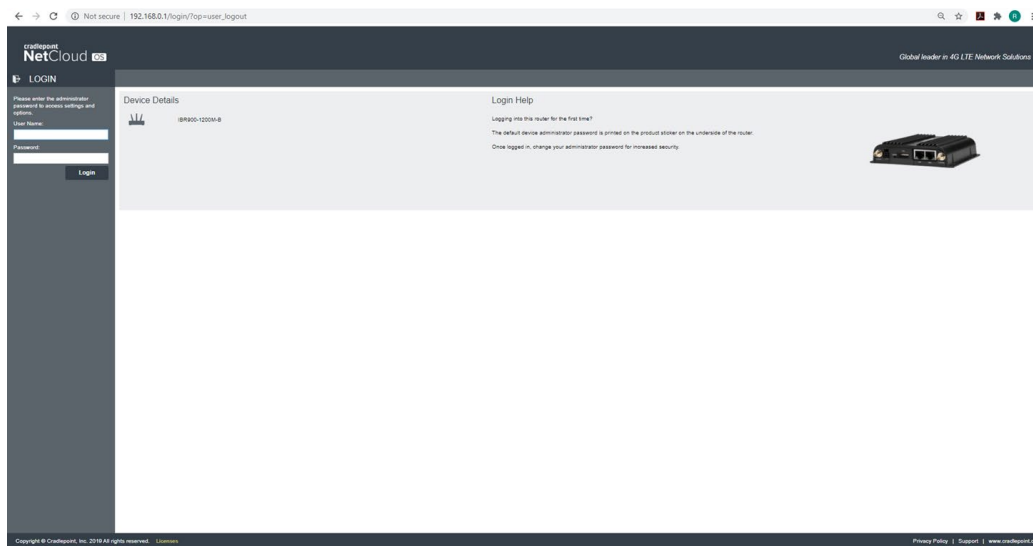 Not secure | 192.168.0.1/login/?op=user_logout
R
cradlepoint
NetCloud OS
Global leader in 4G LTE Network Solutions
LOGIN
Please enter the administrator
password to access settings and
options.
User Name:
Password:
Login
Device Details
IBR900-1200M-B
Login Help
Logging into this router for the first time?
The default device administrator password is printed on the product sticker on the underside of the router.
Once logged in, change your administrator password for increased security.
Copyright © Cradlepoint, Inc. 2019 All rights reserved. Licenses
Privacy Policy | Support | www.cradlepoint.c